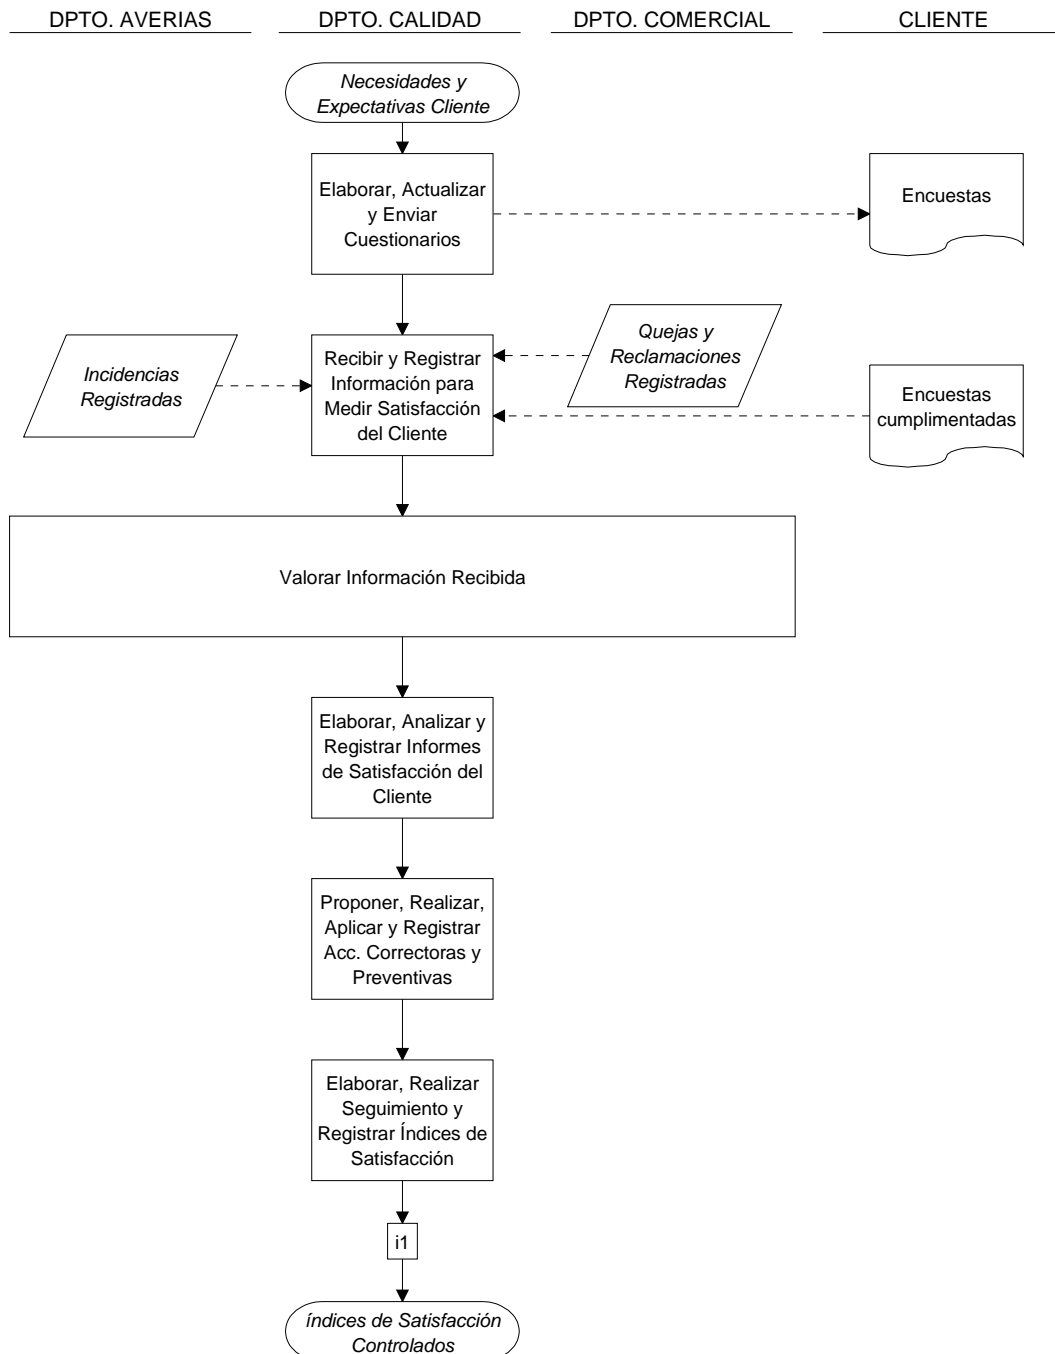 DPTO. AVERIAS
DPTO. CALIDAD
DPTO. COMERCIAL
CLIENTE
Necesidades y
Expectativas Cliente
Elaborar, Actualizar
y Enviar
Cuestionarios
Encuestas
Incidencias
Registradas
Recibir y Registrar
Información para
Medir Satisfacción
del Cliente
Quejas y
Reclamaciones
Registradas
Encuestas
cumplimentadas
Valorar Información Recibida
Elaborar, Analizar y
Registrar Informes
de Satisfacción del
Cliente
Proponer, Realizar,
Aplicar y Registrar
Acc. Correctoras y
Preventivas
Elaborar, Realizar
Seguimiento y
Registrar Índices de
Satisfacción
i1
índices de Satisfacción
Controlados